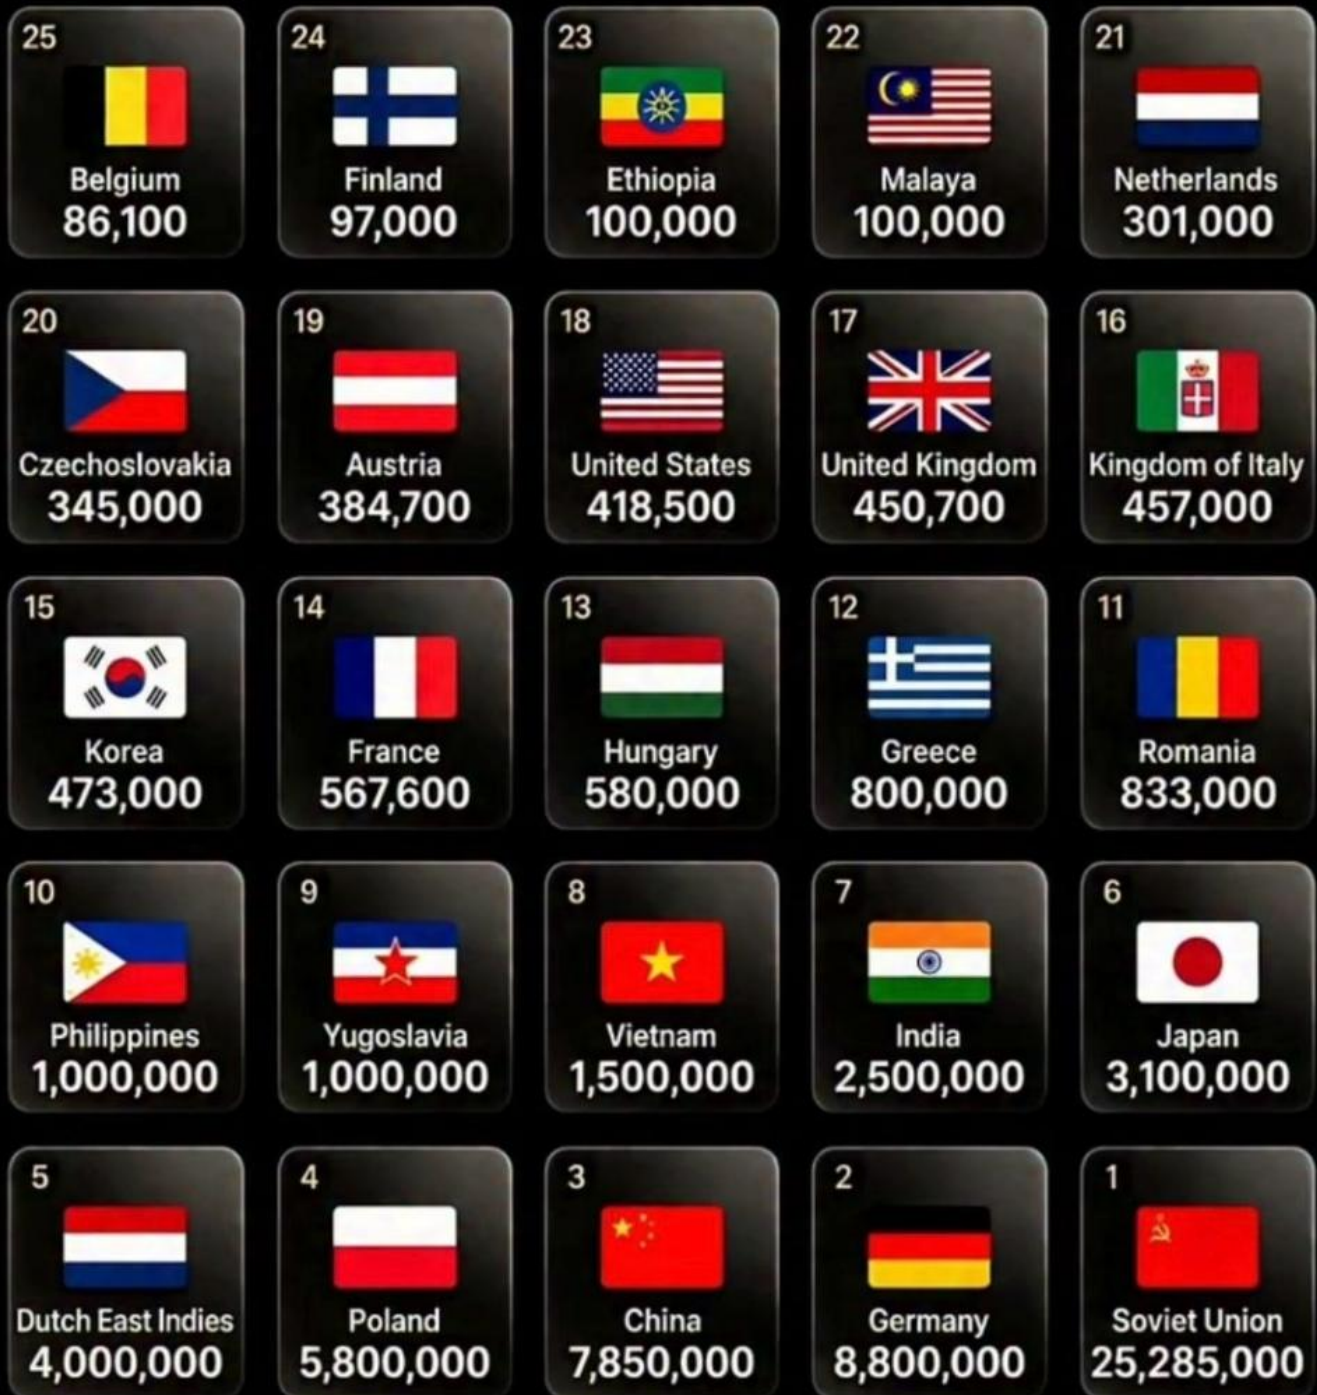 25
Belgium
86,100
24
Finland
97,000
23
Ethiopia
100,000
22
Malaya
100,000
21
Netherlands
301,000
20
Czechoslovakia
345,000
19
Austria
384,700
18
United States
418,500
17
United Kingdom
450,700
16
Kingdom of Italy
457,000
15
Korea
473,000
14
France
567,600
13
Hungary
580,000
12
Greece
800,000
11
Romania
833,000
10
Philippines
1,000,000
9
Yugoslavia
1,000,000
8
Vietnam
1,500,000
7
India
2,500,000
6
Japan
3,100,000
5
Dutch East Indies
4,000,000
4
Poland
5,800,000
3
China
7,850,000
2
Germany
8,800,000
1
Soviet Union
25,285,000